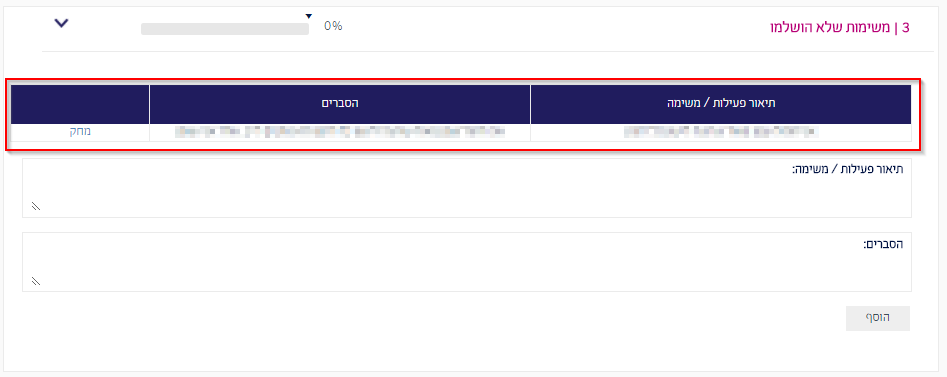 3 | משימות שלא הושלמו
0%
תיאור פעילות / משימה
הסברים
מחק
תיאור פעילות / משימה:
הסברים:
הוסף